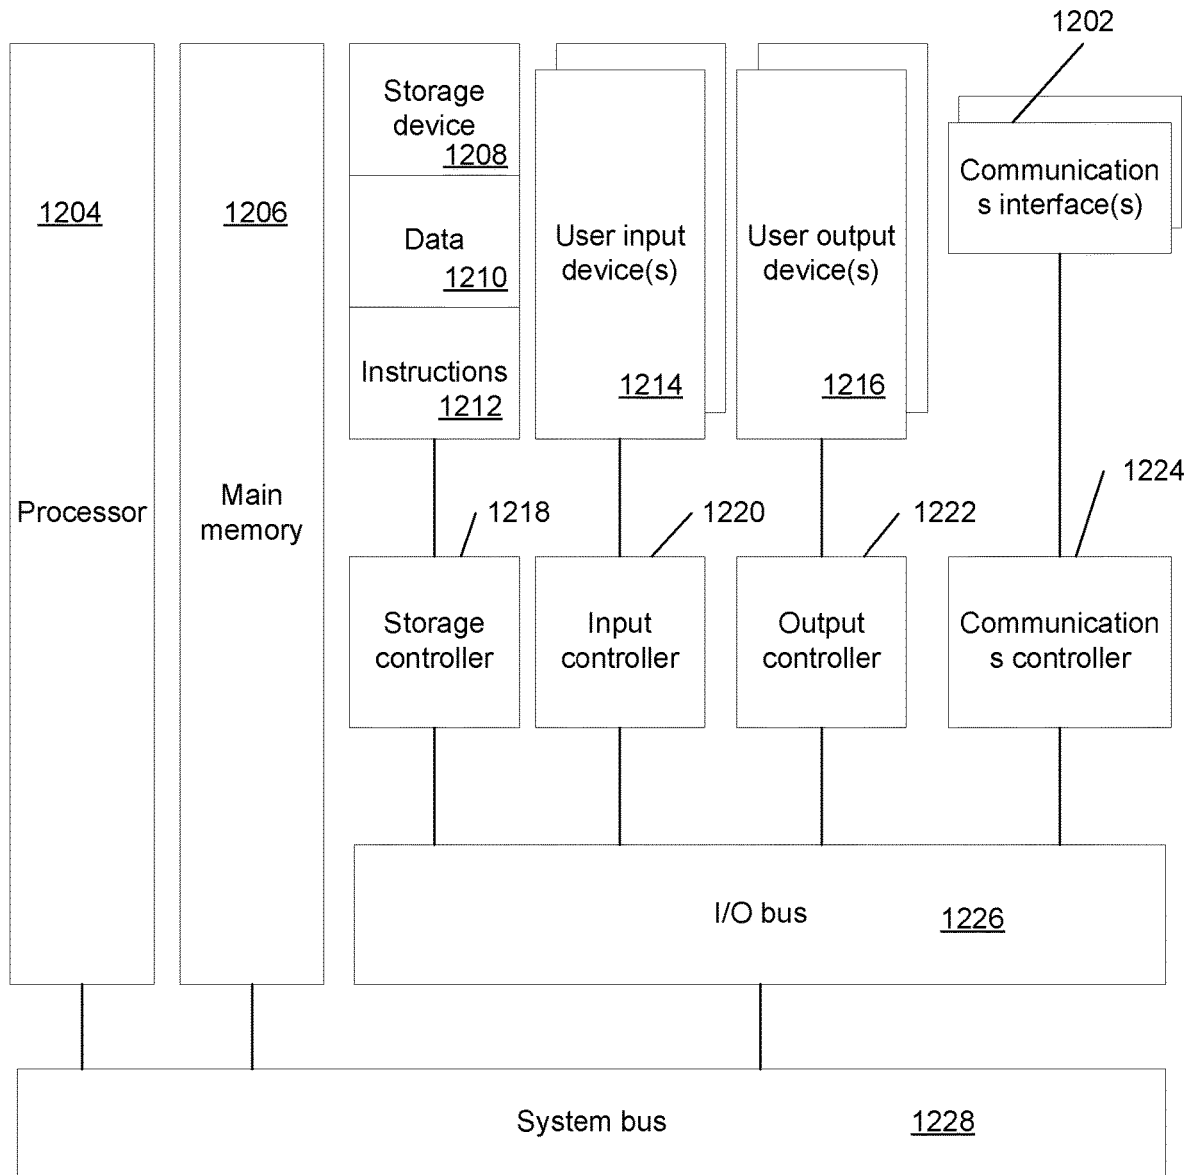 1202
Storage
device
1208
1204
1206
Communication
s interface(s)
Data
1210
User input
device(s)
User output
device(s)
Instructions
1212
1214
1216
Processor
Main
memory
1218
1220
1222
1224
Storage
controller
Input
controller
Output
controller
Communication
s controller
I/O bus
1226
System bus
1228